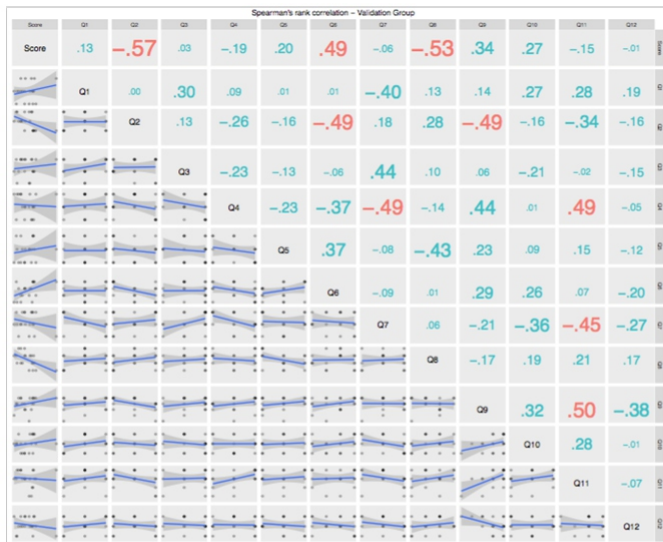 Spearman's rank correlation – Validation Group
Score Q1 Q2 Q3 Q4 Q5 Q6 Q7 Q8 Q9 Q10 Q11 Q12
Score .13 −.57 .03 −.19 .20 .49 −.06 −.53 .34 .27 −.15 −.01 Score
Q1 .00 .30 .09 .01 .01 −.40 .13 .14 .27 .28 .19
Q2 .13 −.26 −.16 −.49 .18 .28 −.49 −.16 −.34 −.16
Q3 −.23 −.13 −.06 .44 .10 .06 −.21 −.02 −.15
Q4 −.23 −.37 −.49 −.14 .44 .01 .49 −.05
Q5 .37 −.08 −.43 .23 .09 .15 −.12
Q6 −.09 .01 .29 .26 .07 −.20
Q7 .06 −.21 −.36 −.45 −.27
Q8 −.17 .19 .21 .17
Q9 .32 .50 −.38
Q10 .28 −.01
Q11 −.07
Q12